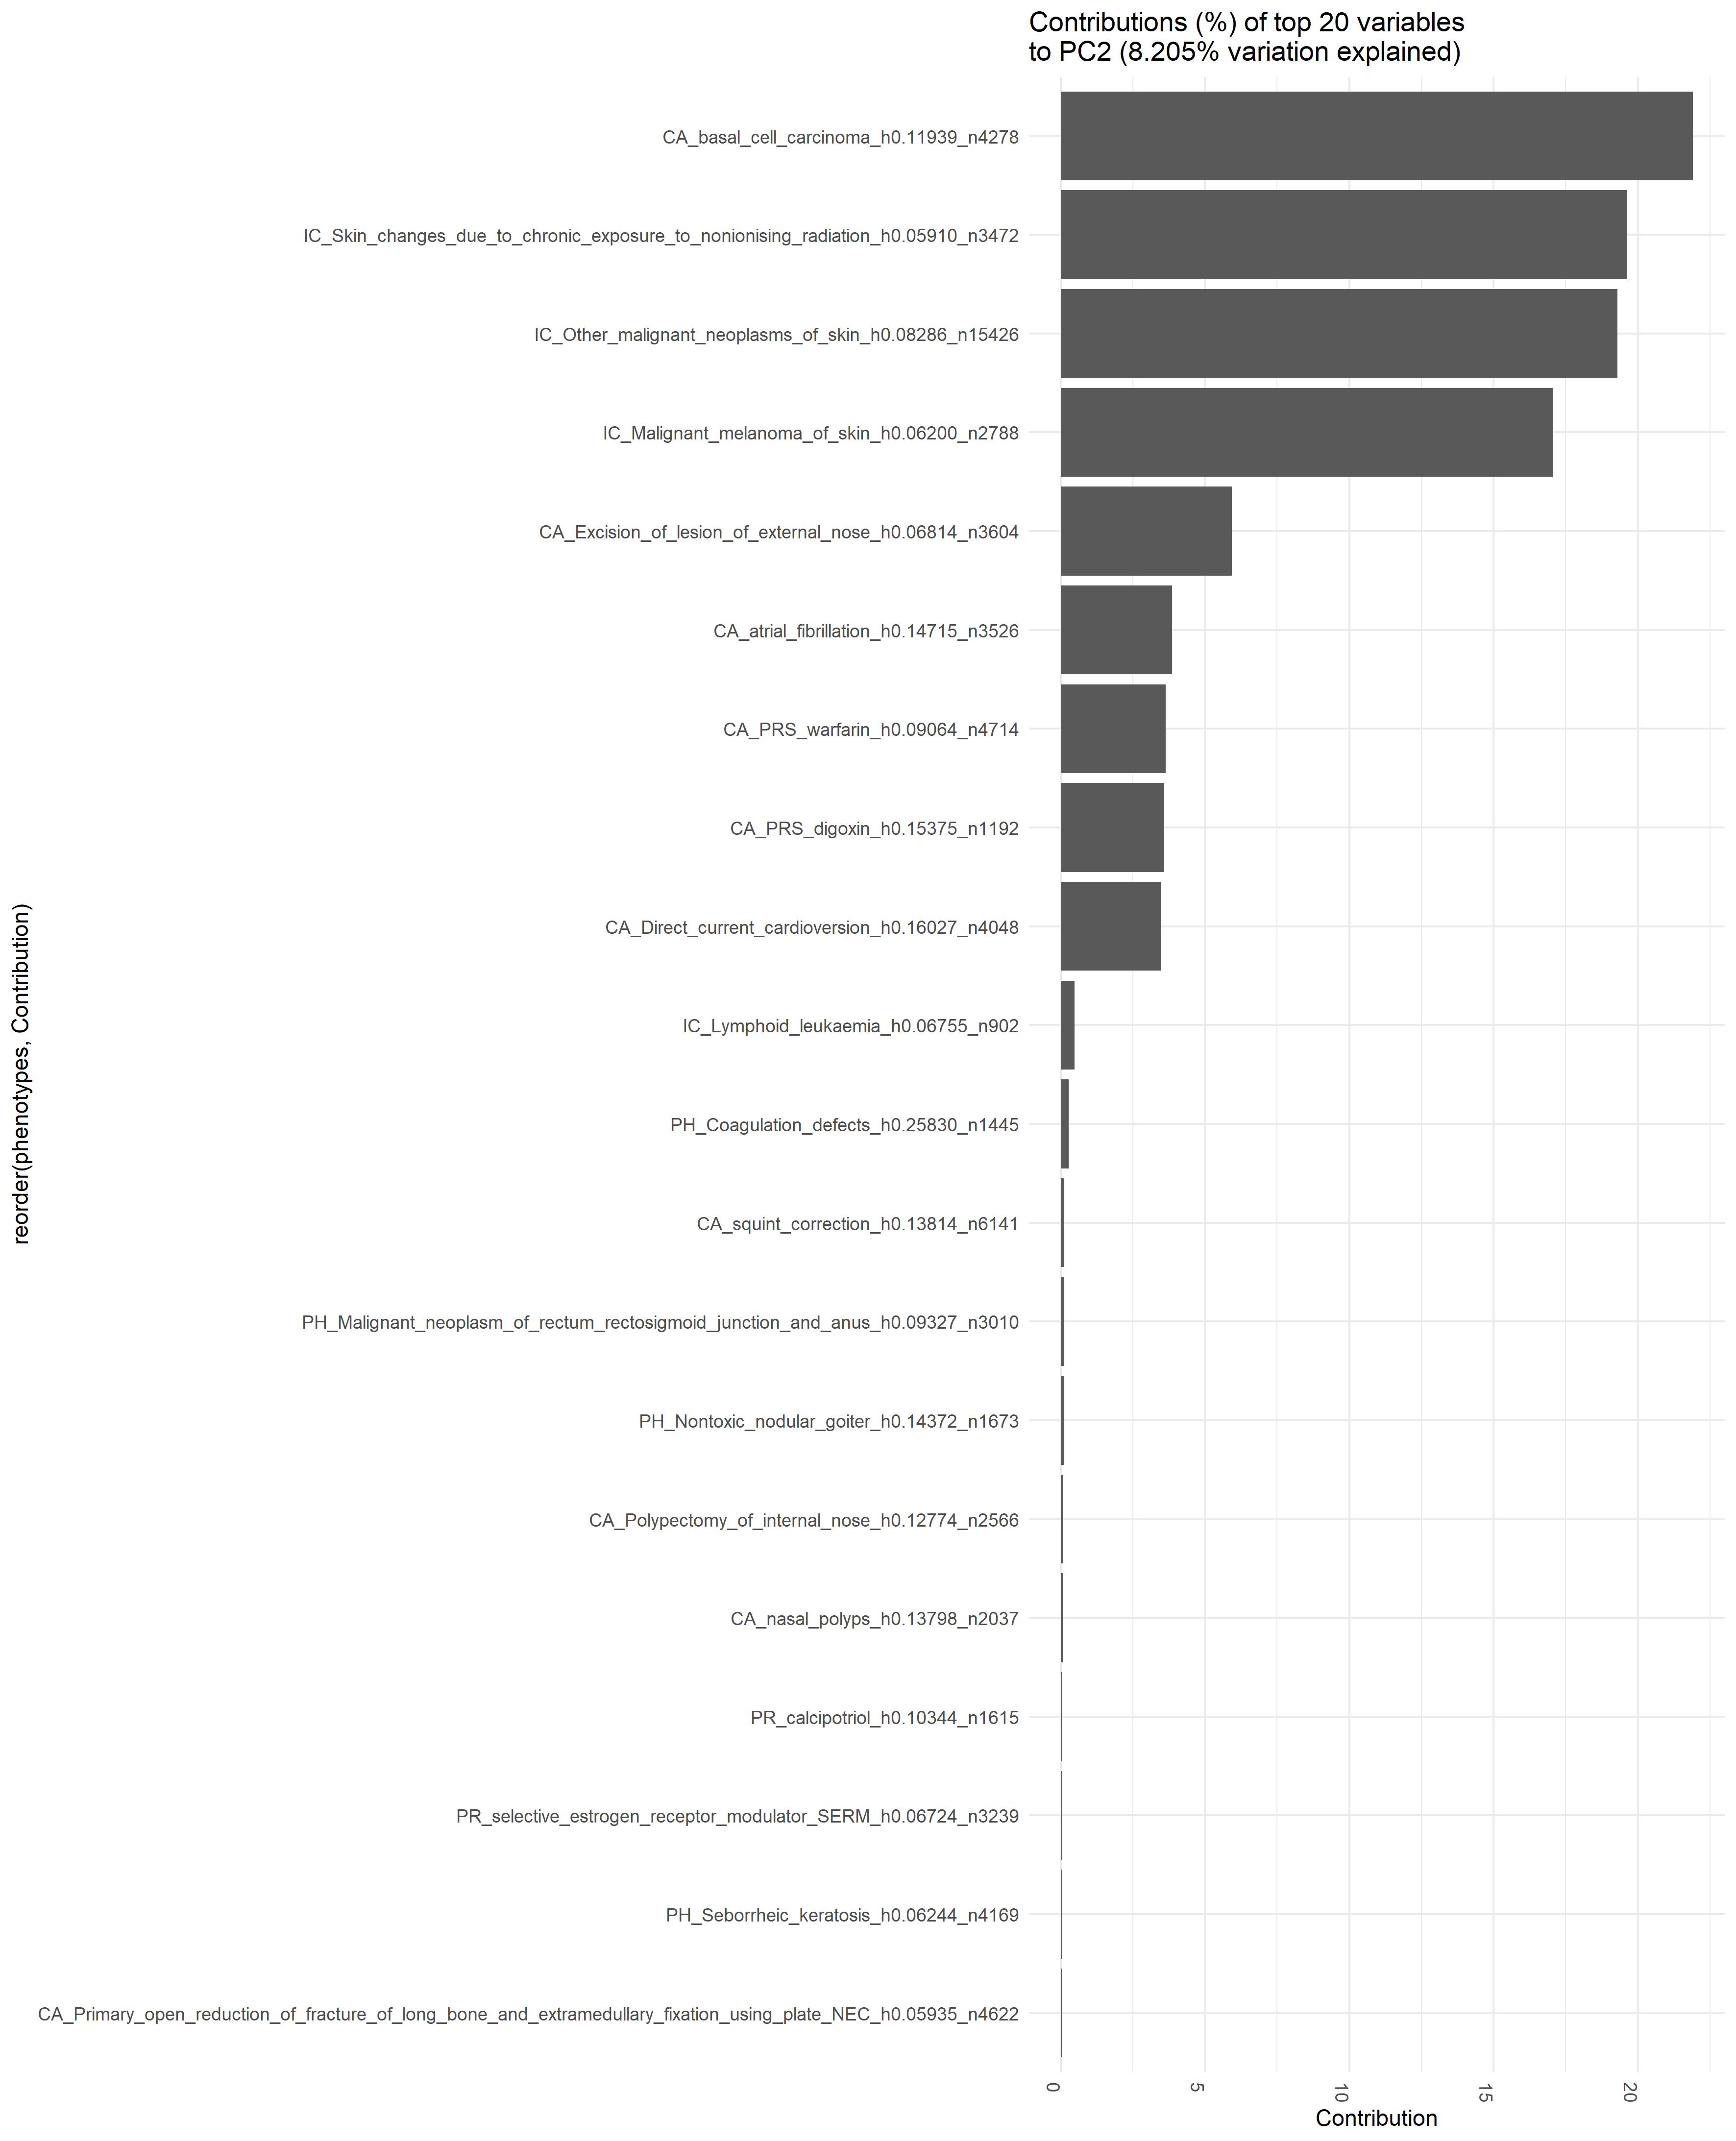 Contributions (%) of top 20 variables
to PC2 (8.205% variation explained)
CA_basal_cell_carcinoma_h0.11939_n4278
IC_Skin_changes_due_to_chronic_exposure_to_nonionising_radiation_h0.05910_n3472
IC_Other_malignant_neoplasms_of_skin_h0.08286_n15426
IC_Malignant_melanoma_of_skin_h0.06200_n2788
CA_Excision_of_lesion_of_external_nose_h0.06814_n3604
CA_atrial_fibrillation_h0.14715_n3526
CA_PRS_warfarin_h0.09064_n4714
CA_PRS_digoxin_h0.15375_n1192
CA_Direct_current_cardioversion_h0.16027_n4048
IC_Lymphoid_leukaemia_h0.06755_n902
PH_Coagulation_defects_h0.25830_n1445
CA_squint_correction_h0.13814_n6141
PH_Malignant_neoplasm_of_rectum_rectosigmoid_junction_and_anus_h0.09327_n3010
PH_Nontoxic_nodular_goiter_h0.14372_n1673
CA_Polypectomy_of_internal_nose_h0.12774_n2566
CA_nasal_polyps_h0.13798_n2037
PR_calcipotriol_h0.10344_n1615
PR_selective_estrogen_receptor_modulator_SERM_h0.06724_n3239
PH_Seborrheic_keratosis_h0.06244_n4169
CA_Primary_open_reduction_of_fracture_of_long_bone_and_extramedullary_fixation_using_plate_NEC_h0.05935_n4622
reorder(phenotypes, Contribution)
0 5 10 15 20
Contribution